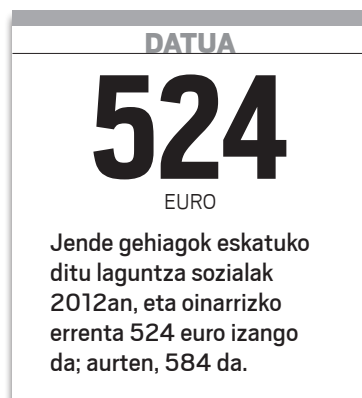 DATUA
524
EURO
Jende gehiagok eskatuko
ditu laguntza sozialak
2012an, eta oinarrizko
errenta 524 euro izango
da; aurten, 584 da.